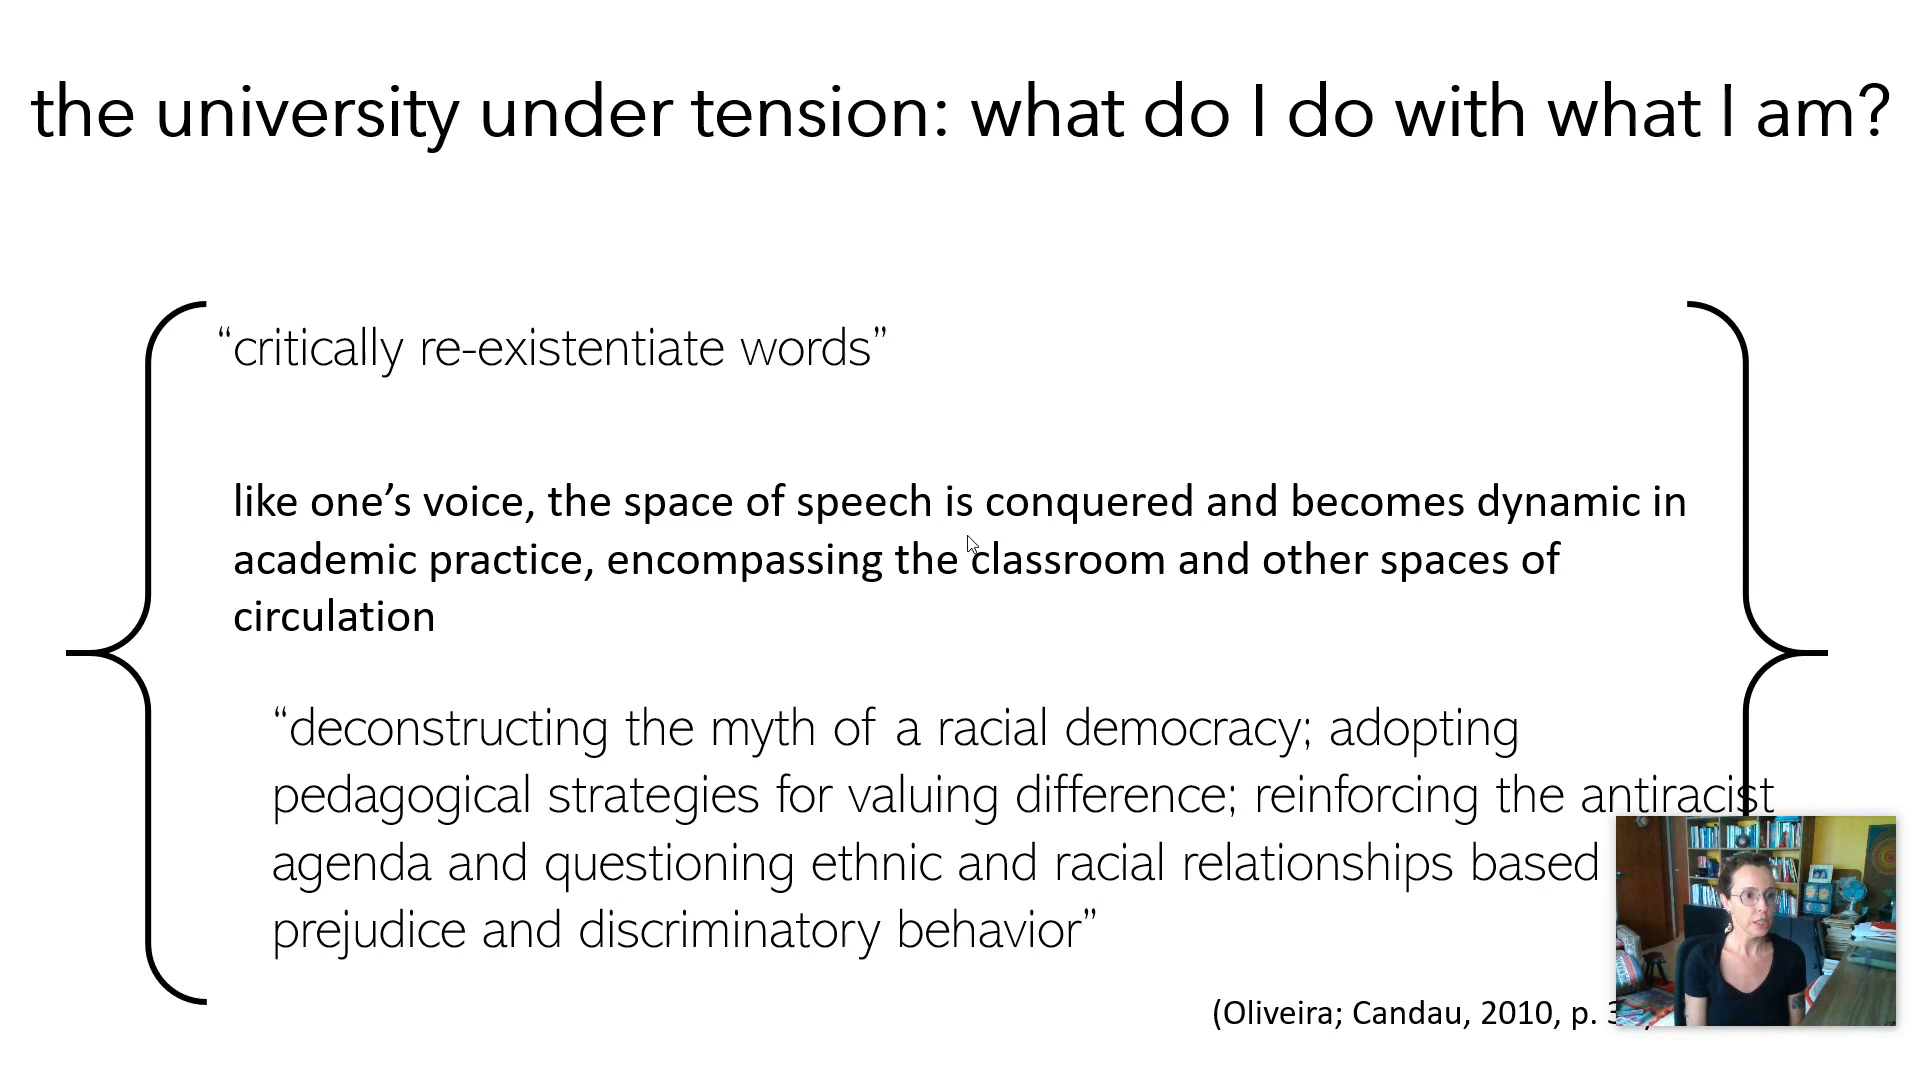 the university under tension: what do I do with what I am?
“critically re-existentiate words”
like one’s voice, the space of speech is conquered and becomes dynamic in
academic practice, encompassing the classroom and other spaces of
circulation
“deconstructing the myth of a racial democracy; adopting
pedagogical strategies for valuing difference; reinforcing the antiracist
agenda and questioning ethnic and racial relationships based
prejudice and discriminatory behavior”
(Oliveira; Candau, 2010, p.